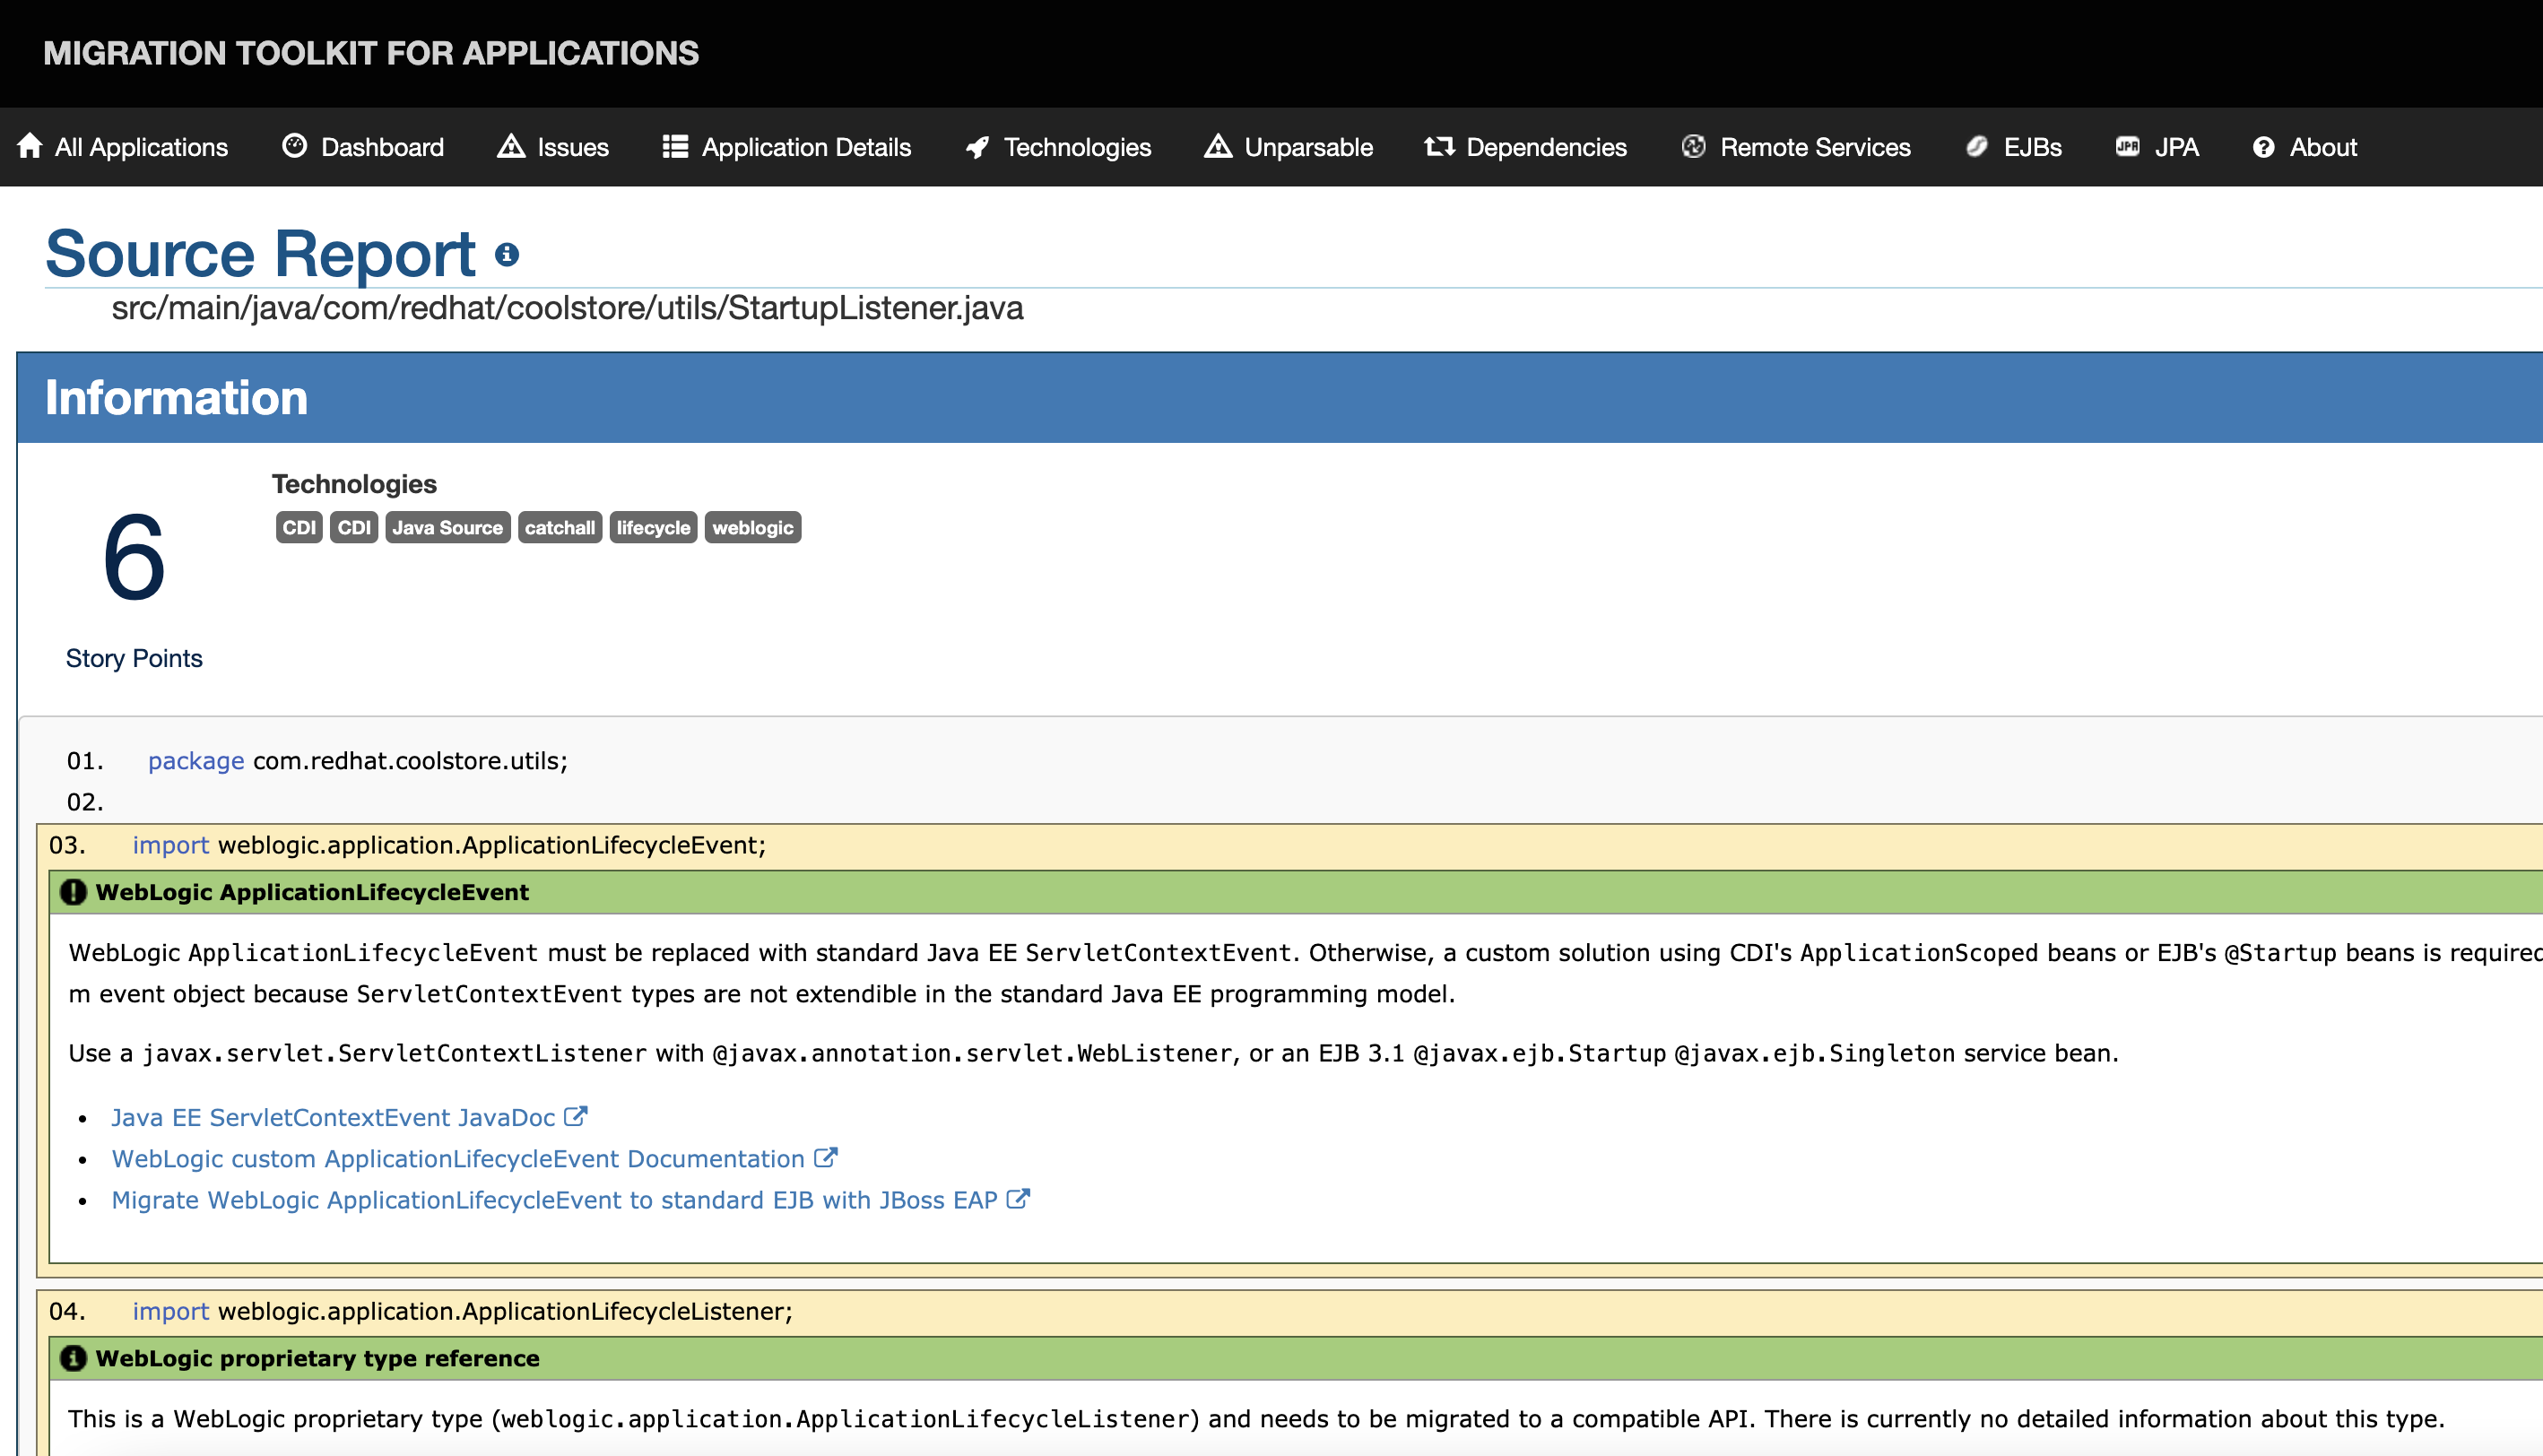 MIGRATION TOOLKIT FOR APPLICATIONS
All Applications Dashboard Issues Application Details Technologies Unparsable Dependencies Remote Services EJBs JPA About
Source Report
src/main/java/com/redhat/coolstore/utils/StartupListener.java
Information
6
Story Points
Technologies
CDI CDI Java Source catchall lifecycle weblogic
01. package com.redhat.coolstore.utils;
02.
03. import weblogic.application.ApplicationLifecycleEvent;
WebLogic ApplicationLifecycleEvent
WebLogic ApplicationLifecycleEvent must be replaced with standard Java EE ServletContextEvent. Otherwise, a custom solution using CDI's ApplicationScoped beans or EJB's @Startup beans is required
m event object because ServletContextEvent types are not extendible in the standard Java EE programming model.
Use a javax.servlet.ServletContextListener with @javax.annotation.servlet.WebListener, or an EJB 3.1 @javax.ejb.Startup @javax.ejb.Singleton service bean.
• Java EE ServletContextEvent JavaDoc
• WebLogic custom ApplicationLifecycleEvent Documentation
• Migrate WebLogic ApplicationLifecycleEvent to standard EJB with JBoss EAP
04. import weblogic.application.ApplicationLifecycleListener;
WebLogic proprietary type reference
This is a WebLogic proprietary type (weblogic.application.ApplicationLifecycleListener) and needs to be migrated to a compatible API. There is currently no detailed information about this type.